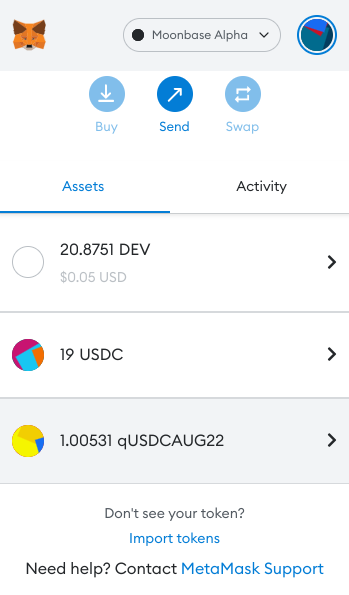 Moonbase Alpha
Buy Send Swap
Assets Activity
20.8751 DEV
$0.05 USD
19 USDC
1.00531 qUSDCAUG22
Don't see your token?
Import tokens
Need help? Contact MetaMask Support